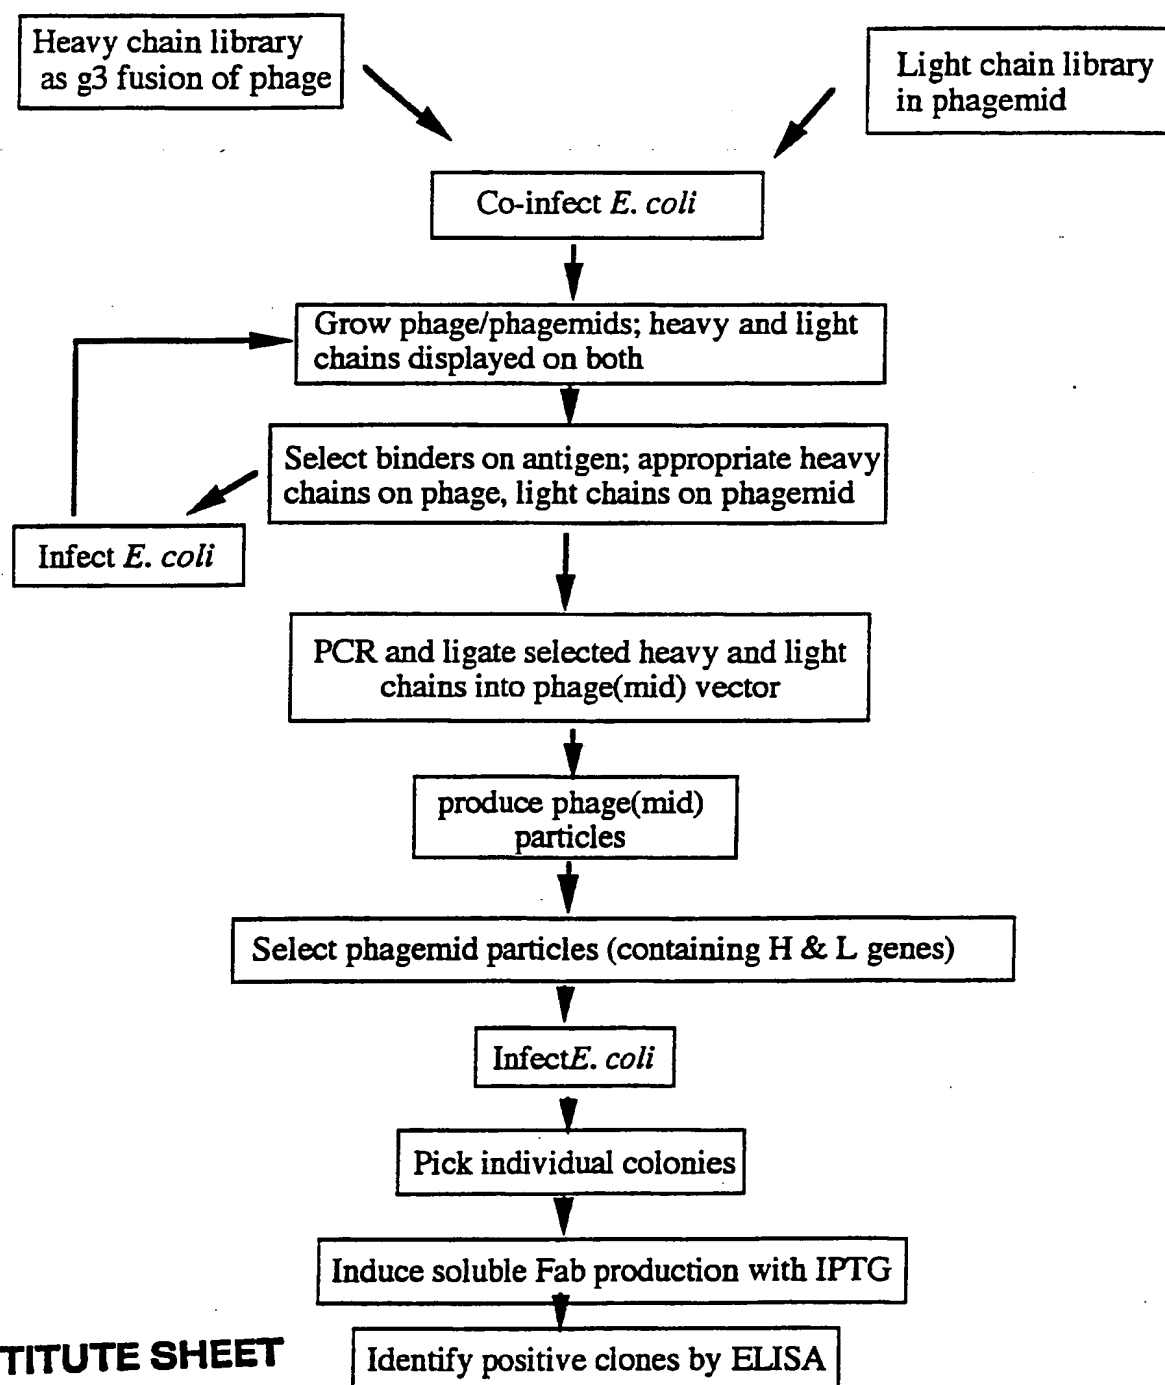 Heavy chain library
as g3 fusion of phage
Light chain library
in phagemid
Co-infect E. coli
Grow phage/phagemids; heavy and light
chains displayed on both
Select binders on antigen; appropriate heavy
chains on phage, light chains on phagemid
Infect E. coli
PCR and ligate selected heavy and light
chains into phage(mid) vector
produce phage(mid)
particles
Select phagemid particles (containing H & L genes)
InfectE. coli
Pick individual colonies
Induce soluble Fab production with IPTG
Identify positive clones by ELISA
TITUTE SHEET